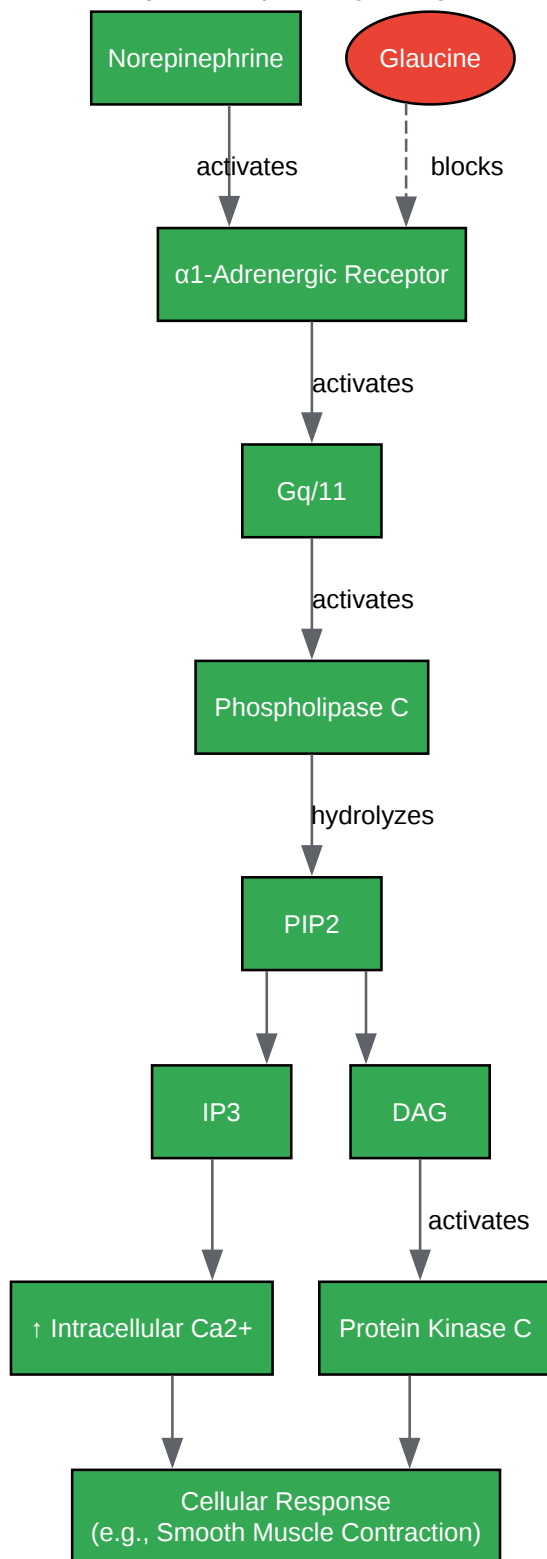 Norepinephrine
Glaucine
activates
blocks
α1-Adrenergic Receptor
activates
Gq/11
activates
Phospholipase C
hydrolyzes
PIP2
IP3
DAG
activates
↑ Intracellular Ca2+
Protein Kinase C
Cellular Response
(e.g., Smooth Muscle Contraction)